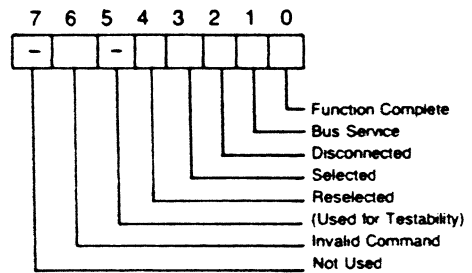 7 6 5 4 3 2 1 0
- -
Function Complete
Bus Service
Disconnected
Selected
Reselected
(Used for Testability)
Invalid Command
Not Used